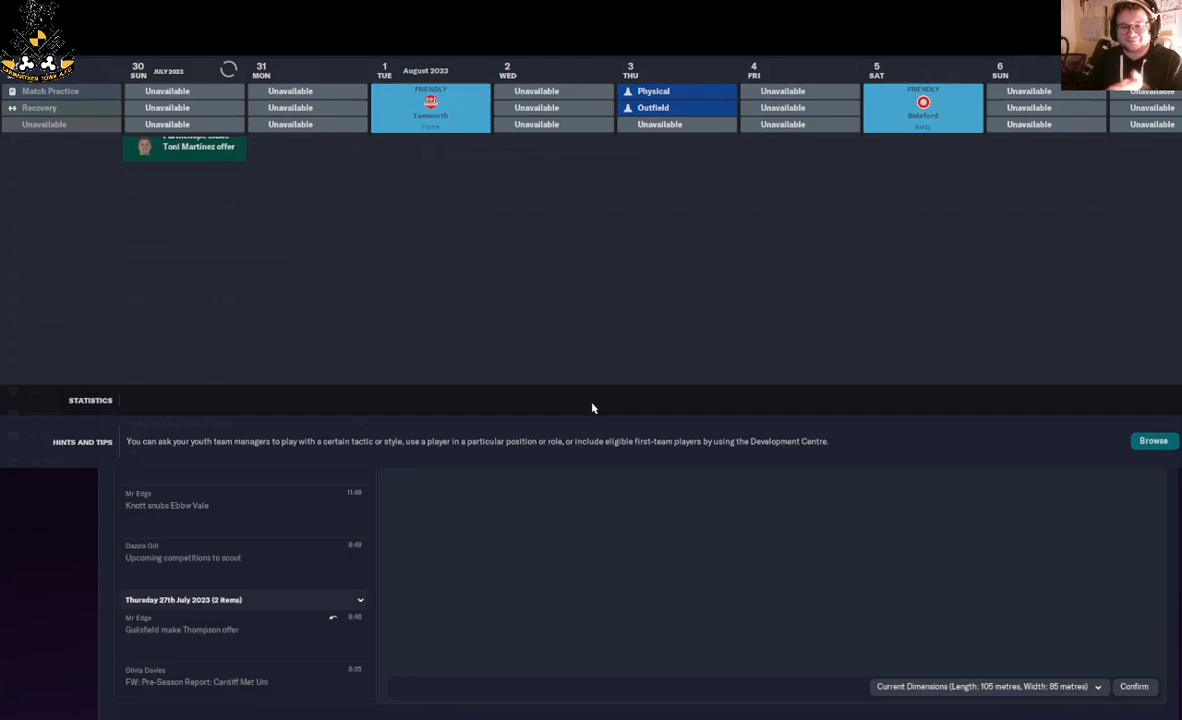 30 SUN JULY 2023
31 MON
1 TUE August 2023
2 WED
3 THU
4 FRI
5 SAT
6 SUN
Match Practice Unavailable Unavailable FRIENDLY Unavailable Physical Unavailable FRIENDLY Unavailable Unavailable
Recovery Unavailable Unavailable Tamworth Unavailable Outfield Unavailable Bideford Unavailable Unavailable
Unavailable Unavailable Unavailable Home Unavailable Unavailable Unavailable Away Unavailable Unavailable
Toni Martínez offer
STATISTICS
HINTS AND TIPS You can ask your youth team managers to play with a certain tactic or style, use a player in a particular position or role, or include eligible first-team players by using the Development Centre. Browse
Mr Edge 11:48
Knott snubs Ebbw Vale
Dazzla Gill 8:49
Upcoming competitions to scout
Thursday 27th July 2023 (2 items)
Mr Edge 8:46
Guilsfield make Thompson offer
Olivia Davies 8:35
FW: Pre-Season Report: Cardiff Met Uni
Current Dimensions (Length: 105 metres, Width: 85 metres) Confirm